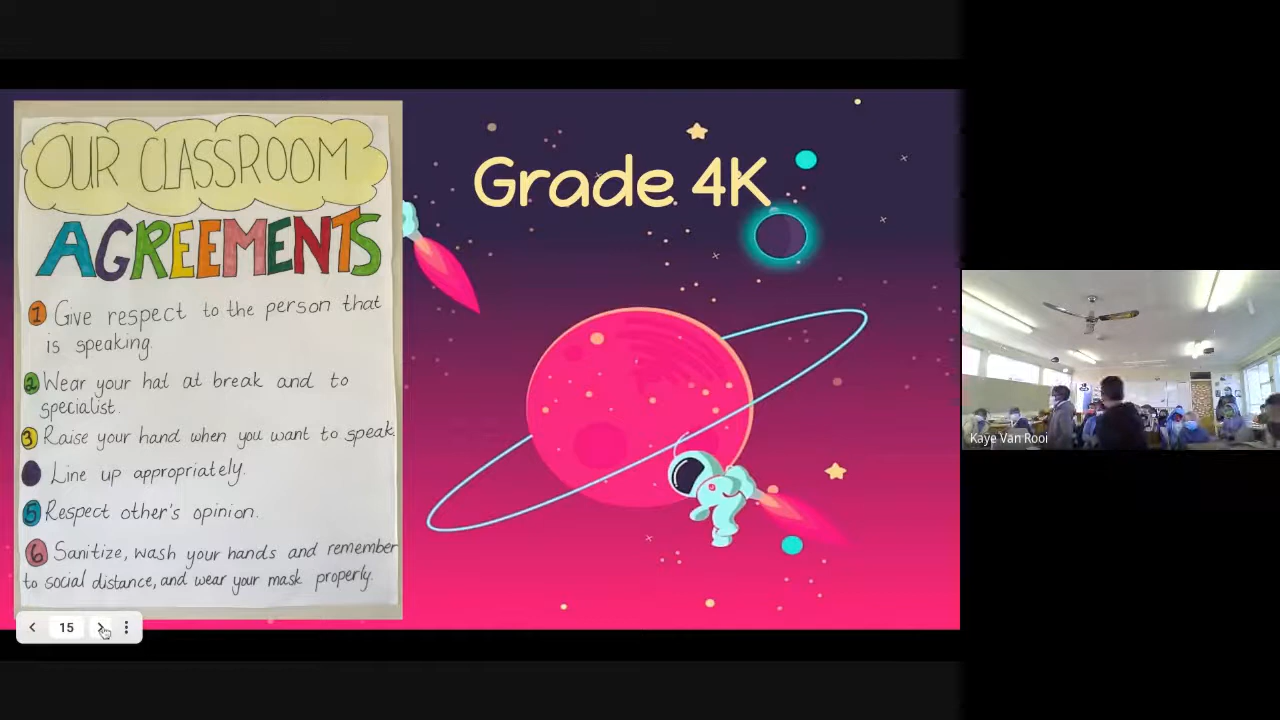 OUR CLASSROOM
AGREEMENTS
1 Give respect to the person that
is speaking.
2 Wear your hat at break and to
specialist.
3 Raise your hand when you want to speak
Line up appropriately.
5 Respect other's opinion.
6 Sanitize, wash your hands and remember
to social distance, and wear your mask properly.
Grade 4K
15
Kaye Van Rooi